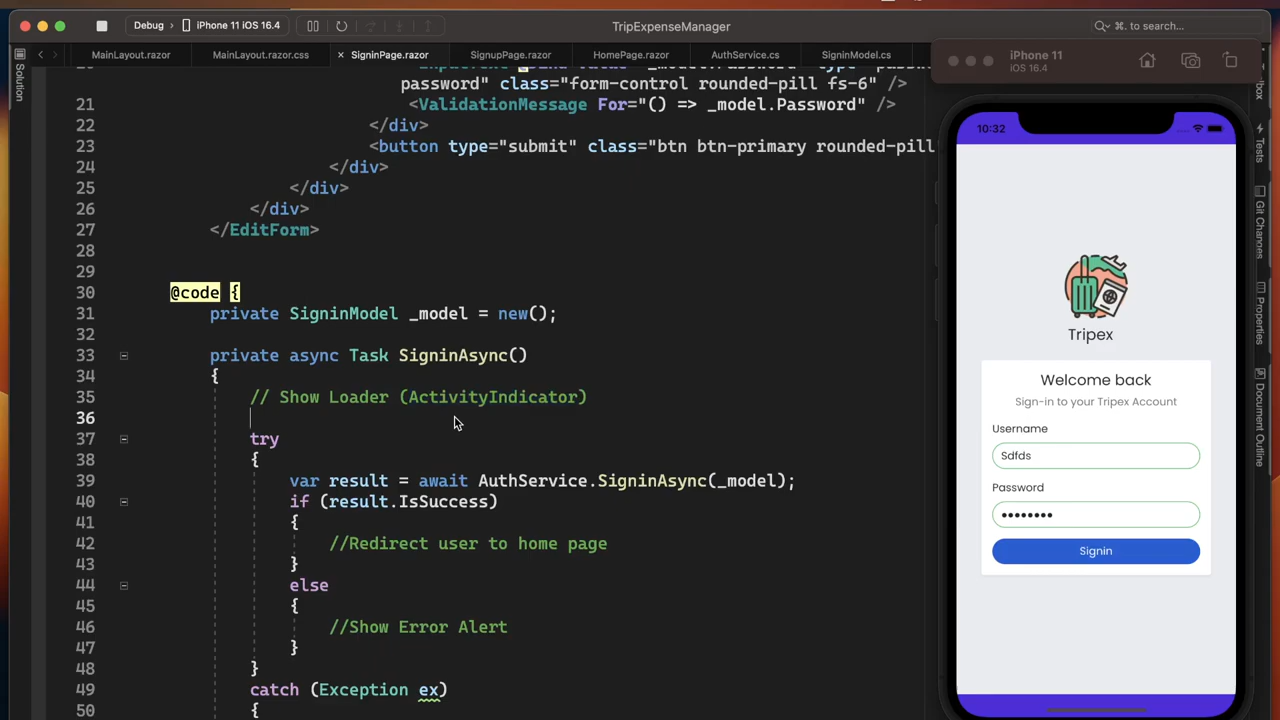 Debug
iPhone 11 iOS 16.4
TripExpenseManager
⌘. to search...
MainLayout.razor
MainLayout.razor.css
× SigninPage.razor
SignupPage.razor
HomePage.razor
AuthService.cs
SigninModel.cs
Solution
iPhone 11
iOS 16.4
Tests
Git Changes
Properties
Document Outline
password" class="form-control rounded-pill fs-6" />
21 <ValidationMessage For="() => _model.Password" />
22 </div>
23 <button type="submit" class="btn btn-primary rounded-pill
24 </div>
25 </div>
26 </div>
27 </EditForm>
28
29
30 @code {
31 private SigninModel _model = new();
32
33 private async Task SigninAsync()
34 {
35 // Show Loader (ActivityIndicator)
36
37 try
38 {
39 var result = await AuthService.SigninAsync(_model);
40 if (result.IsSuccess)
41 {
42 //Redirect user to home page
43 }
44 else
45 {
46 //Show Error Alert
47 }
48 }
49 catch (Exception ex)
50 {
10:32
Tripex
Welcome back
Sign-in to your Tripex Account
Username
Sdfds
Password
••••••••
Signin